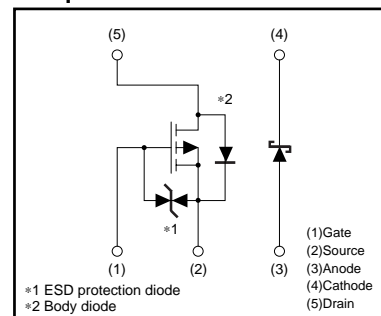 (5) (4)
∗2
∗1
(1) (2) (3)
(1)Gate
(2)Source
(3)Anode
(4)Cathode
(5)Drain
∗1 ESD protection diode
∗2 Body diode